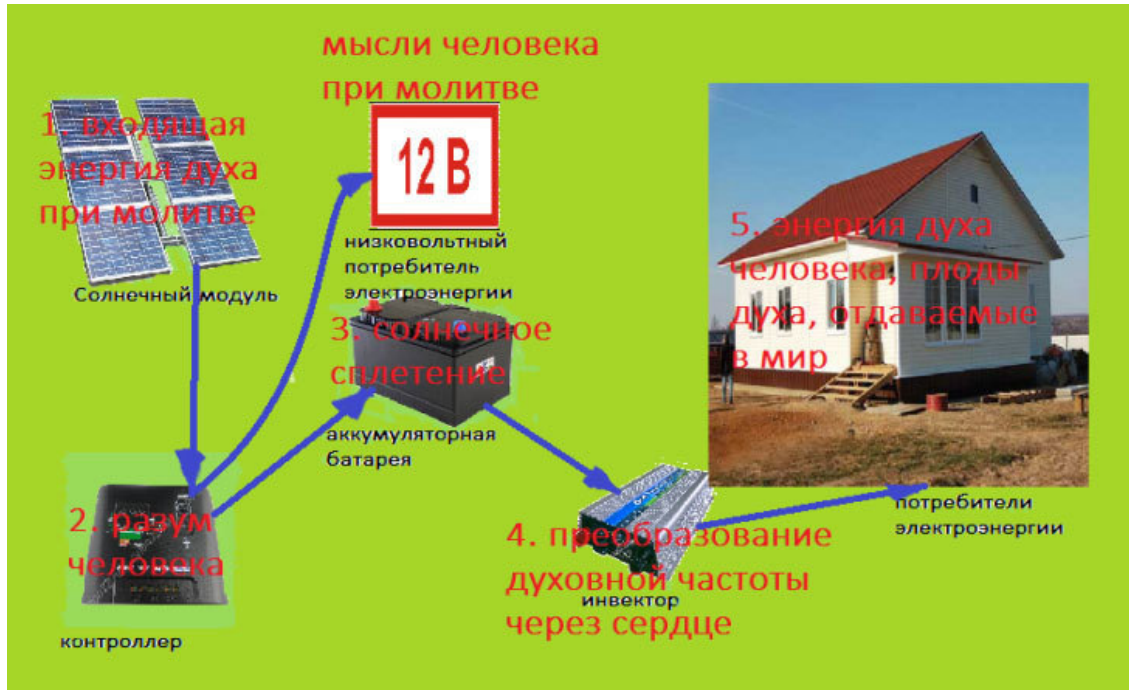 мысли человека
при молитве
1. входящая
энергия духа
при молитве
12 В
низковольтный
потребитель
электроэнергии
Солнечный модуль
3. солнечное
сплетение
аккумуляторная
батарея
5. энергия духа
человека, плоды
духа, отдаваемые
в мир
2. разум
человека
контроллер
4. преобразование
духовной частоты
инвектор
через сердце
потребители
электроэнергии